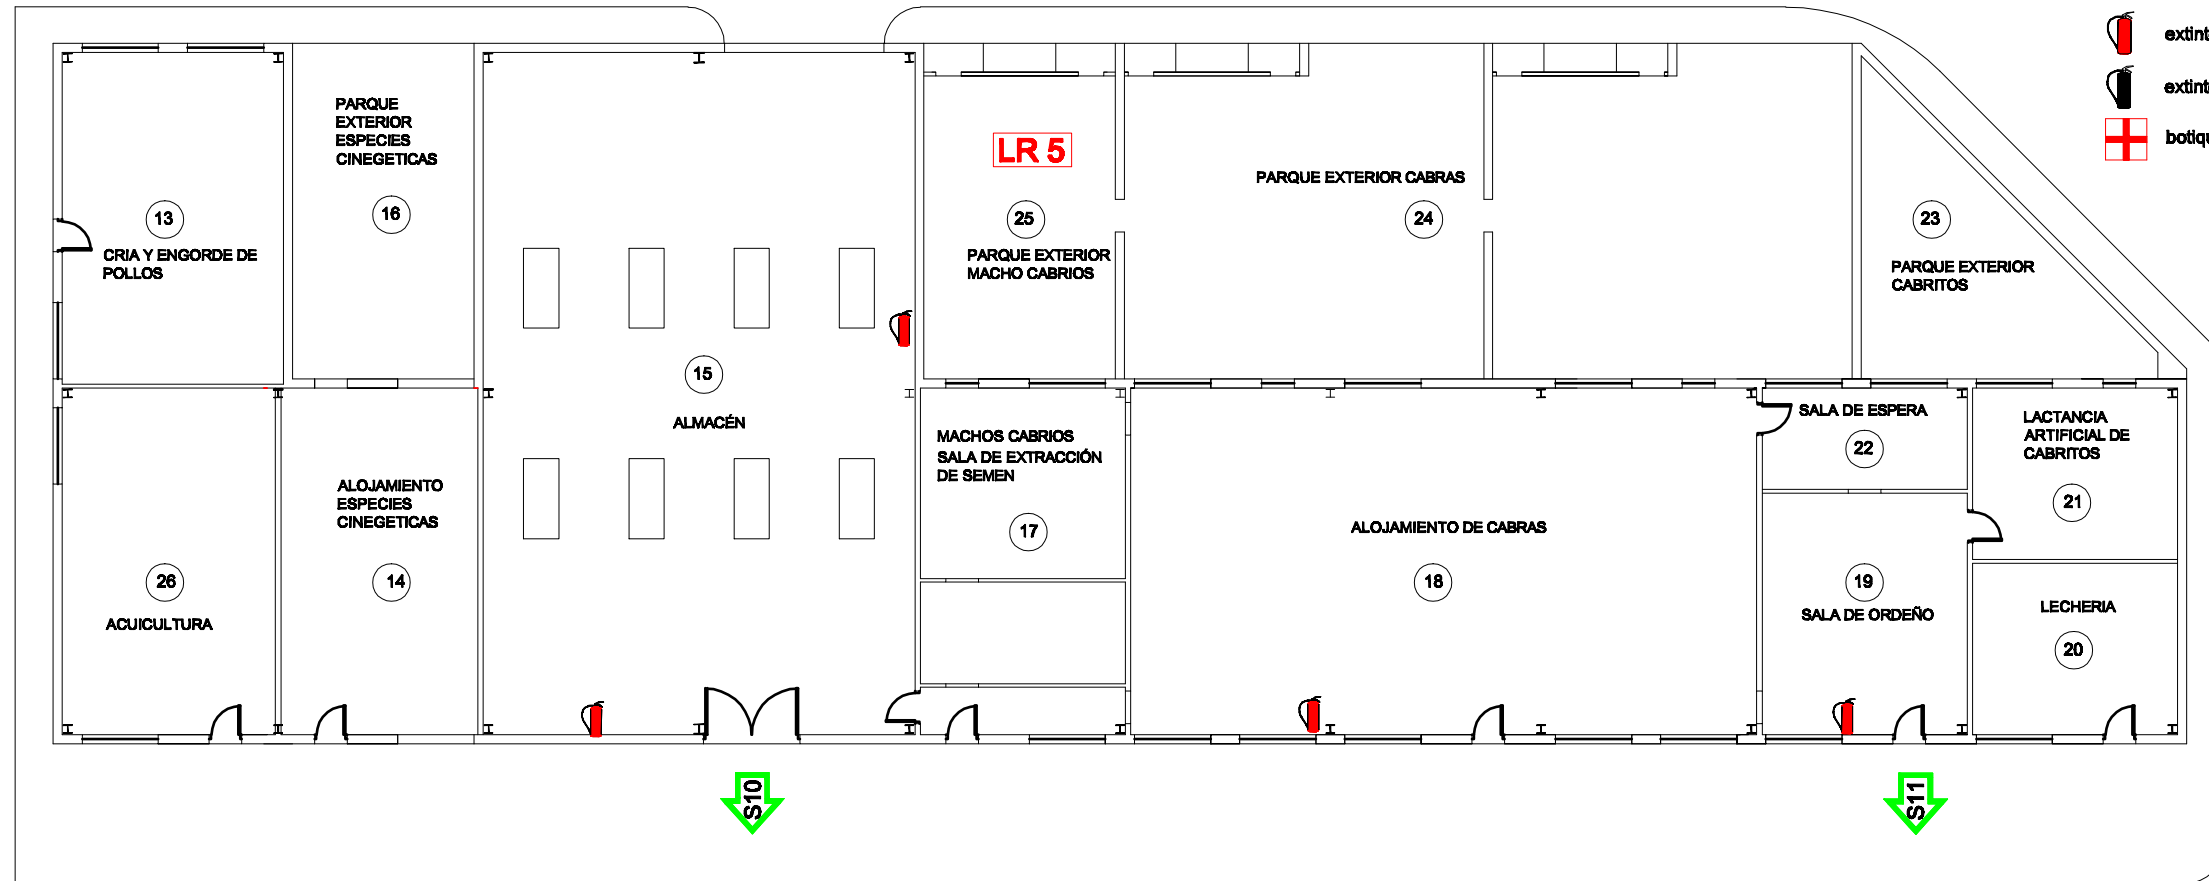 PARQUE
EXTERIOR
ESPECIES
CINEGETICAS
16
13
CRIA Y ENGORDE DE
POLLOS
15
ALMACÉN
LR 5
25
PARQUE EXTERIOR
MACHO CABRIOS
PARQUE EXTERIOR CABRAS
24
23
PARQUE EXTERIOR
CABRITOS
26
ACUICULTURA
ALOJAMIENTO
ESPECIES
CINEGETICAS
14
MACHOS CABRIOS
SALA DE EXTRACCIÓN
DE SEMEN
17
ALOJAMIENTO DE CABRAS
18
SALA DE ESPERA
22
19
SALA DE ORDEÑO
LACTANCIA
ARTIFICIAL DE
CABRITOS
21
LECHERIA
20
S10
S11